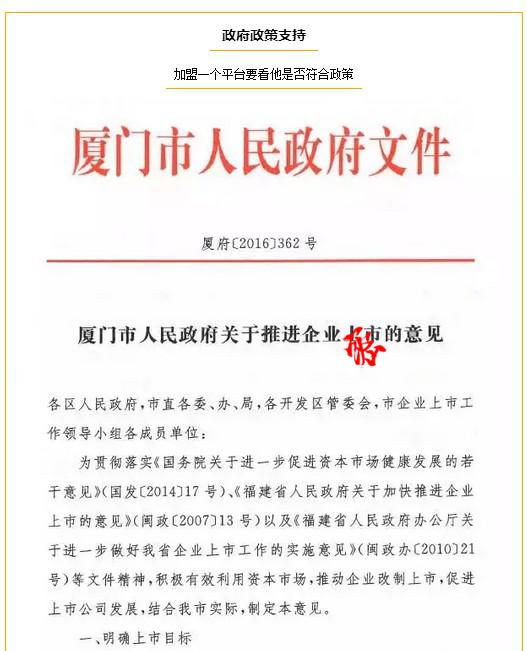 政府政策支持
加盟一个平台要看他是否符合政策
厦门市人民政府文件
厦府〔2016〕362 号
厦门市人民政府关于推进企业上市的意见
各区人民政府，市直各委、办、局，各开发区管委会，市企业上市工
作领导小组各成员单位：
为贯彻落实《国务院关于进一步促进资本市场健康发展的若
干意见》（国发〔2014〕17 号）、《福建省人民政府关于加快推进企业
上市的意见》（闽政〔2007〕13 号）以及《福建省人民政府办公厅关
于进一步做好我省企业上市工作的实施意见》（闽政办〔2010〕21
号）等文件精神，积极有效利用资本市场，推动企业改制上市，促进
上市公司发展，结合我市实际，制定本意见。
一、明确上市目标